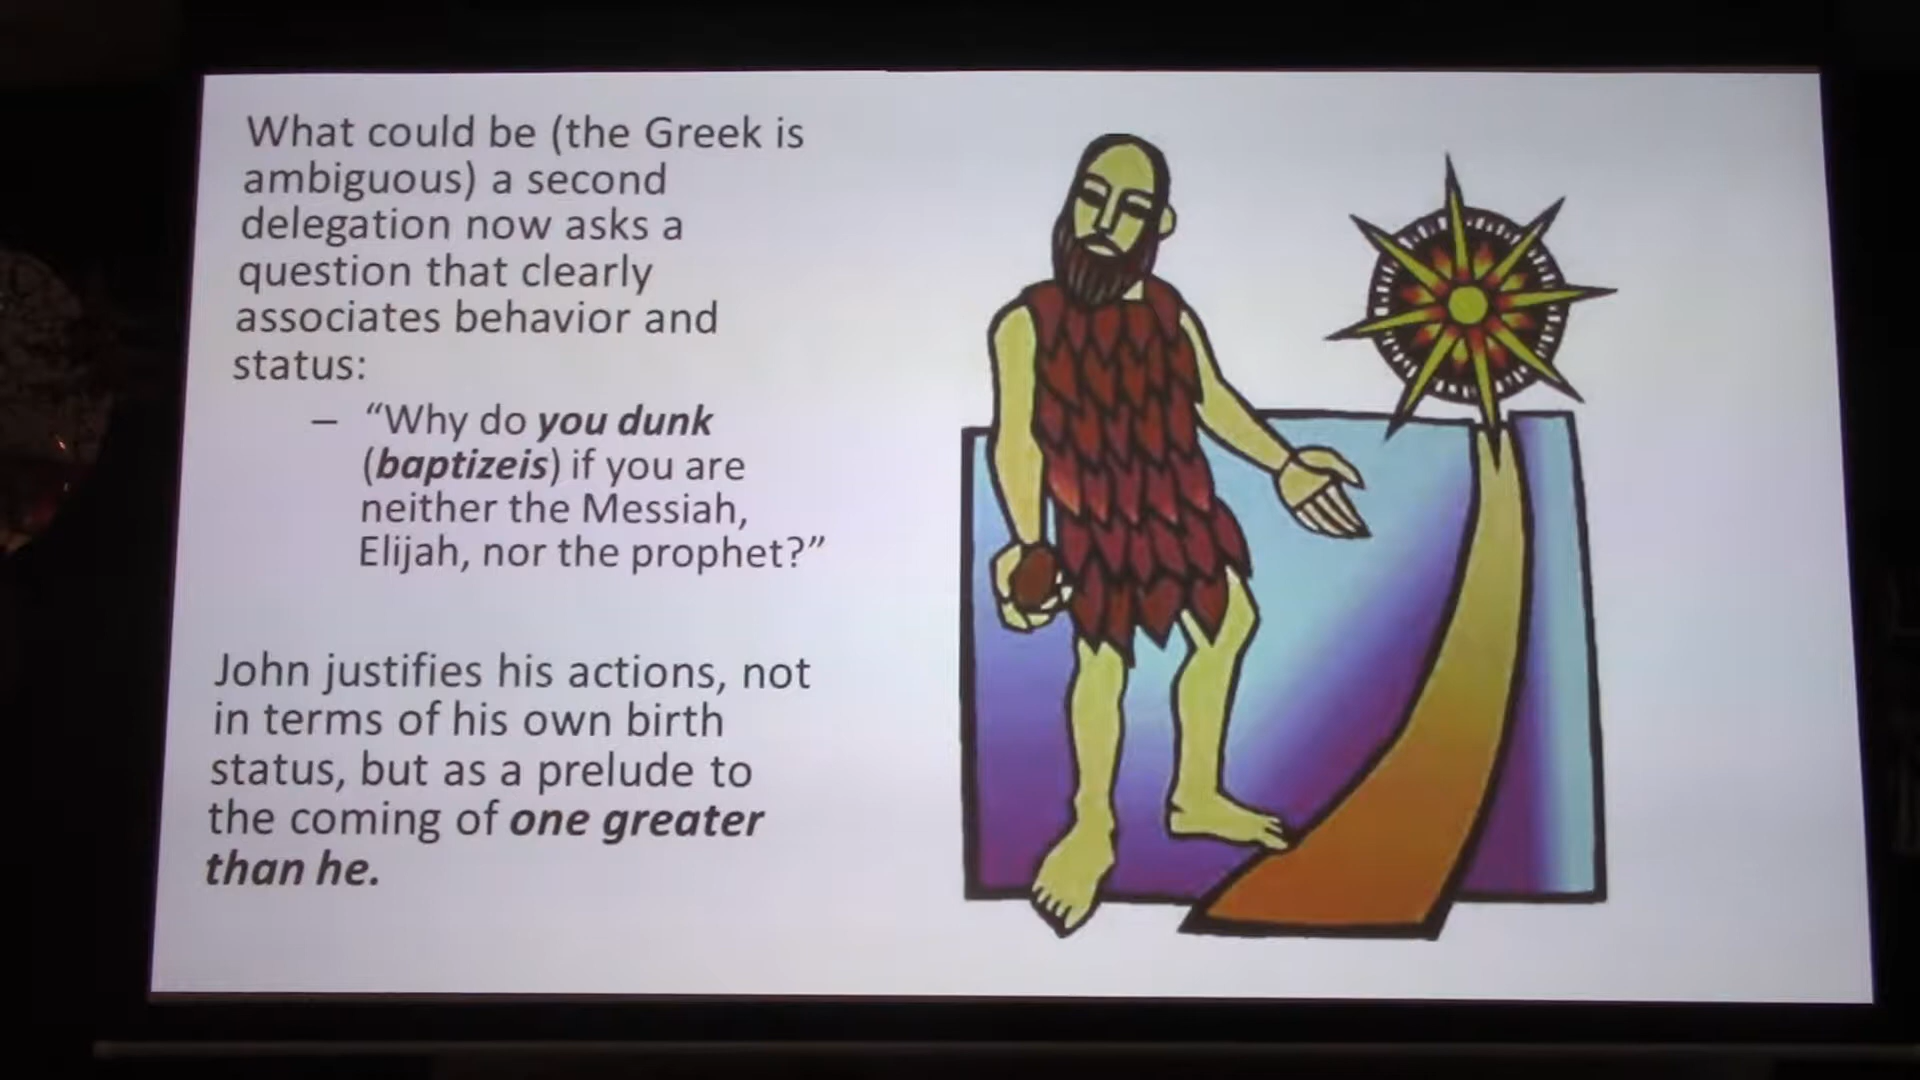 What could be (the Greek is
ambiguous) a second
delegation now asks a
question that clearly
associates behavior and
status:
– “Why do you dunk
(baptizeis) if you are
neither the Messiah,
Elijah, nor the prophet?”
John justifies his actions, not
in terms of his own birth
status, but as a prelude to
the coming of one greater
than he.